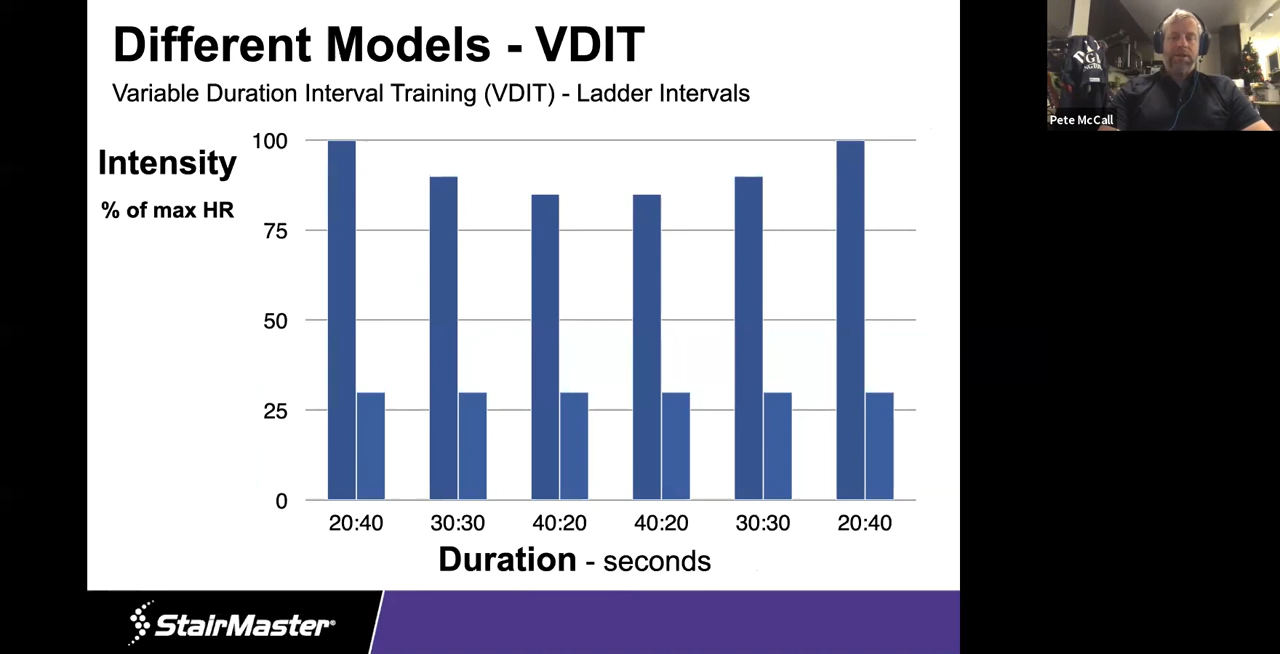 Different Models - VDIT
Variable Duration Interval Training (VDIT) - Ladder Intervals
Intensity
% of max HR
100
75
50
25
0
20:40 30:30 40:20 40:20 30:30 20:40
Duration - seconds
StairMaster®
Pete McCall